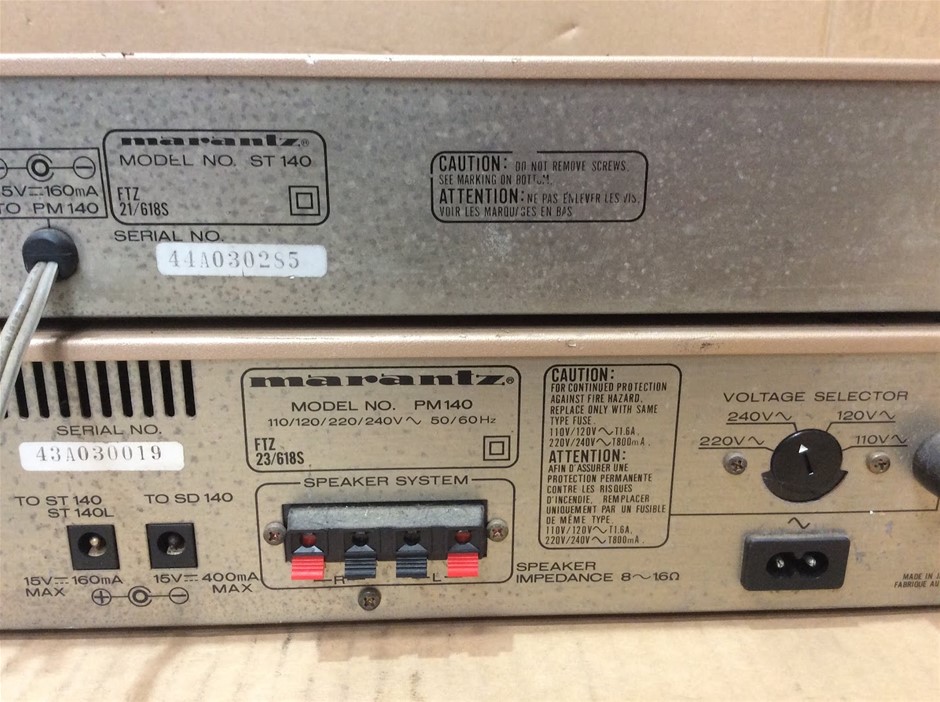 marantz®
MODEL NO. ST 140
FTZ
21/618S
5V⎓160mA
TO PM 140
SERIAL NO.
44A030285
CAUTION: DO NOT REMOVE SCREWS.
SEE MARKING ON BOTTOM.
ATTENTION: NE PAS ENLEVER LES VIS,
VOIR LES MARQUAGES EN BAS
SERIAL NO.
43A030019
marantz®
MODEL NO. PM 140
110/120/220/240V∿ 50/60Hz
FTZ
23/618S
CAUTION:
FOR CONTINUED PROTECTION
AGAINST FIRE HAZARD.
REPLACE ONLY WITH SAME
TYPE FUSE.
110V/120V∿T1.6A.
220V/240V∿T800mA.
ATTENTION:
AFIN D'ASSURER UNE
PROTECTION PERMANENTE
CONTRE LES RISQUES
D'INCENDIE, REMPLACER
UNIQUEMENT PAR UN FUSIBLE
DE MÊME TYPE.
110V/120V∿T1.6A.
220V/240V∿T800mA.
VOLTAGE SELECTOR
240V∿ 120V∿
220V∿ 110V∿
TO ST 140
ST 140L
TO SD 140
15V⎓160mA
MAX
15V⎓400mA
MAX
SPEAKER SYSTEM
R L
SPEAKER
IMPEDANCE 8∼16Ω
MADE IN
FABRIQUE AU